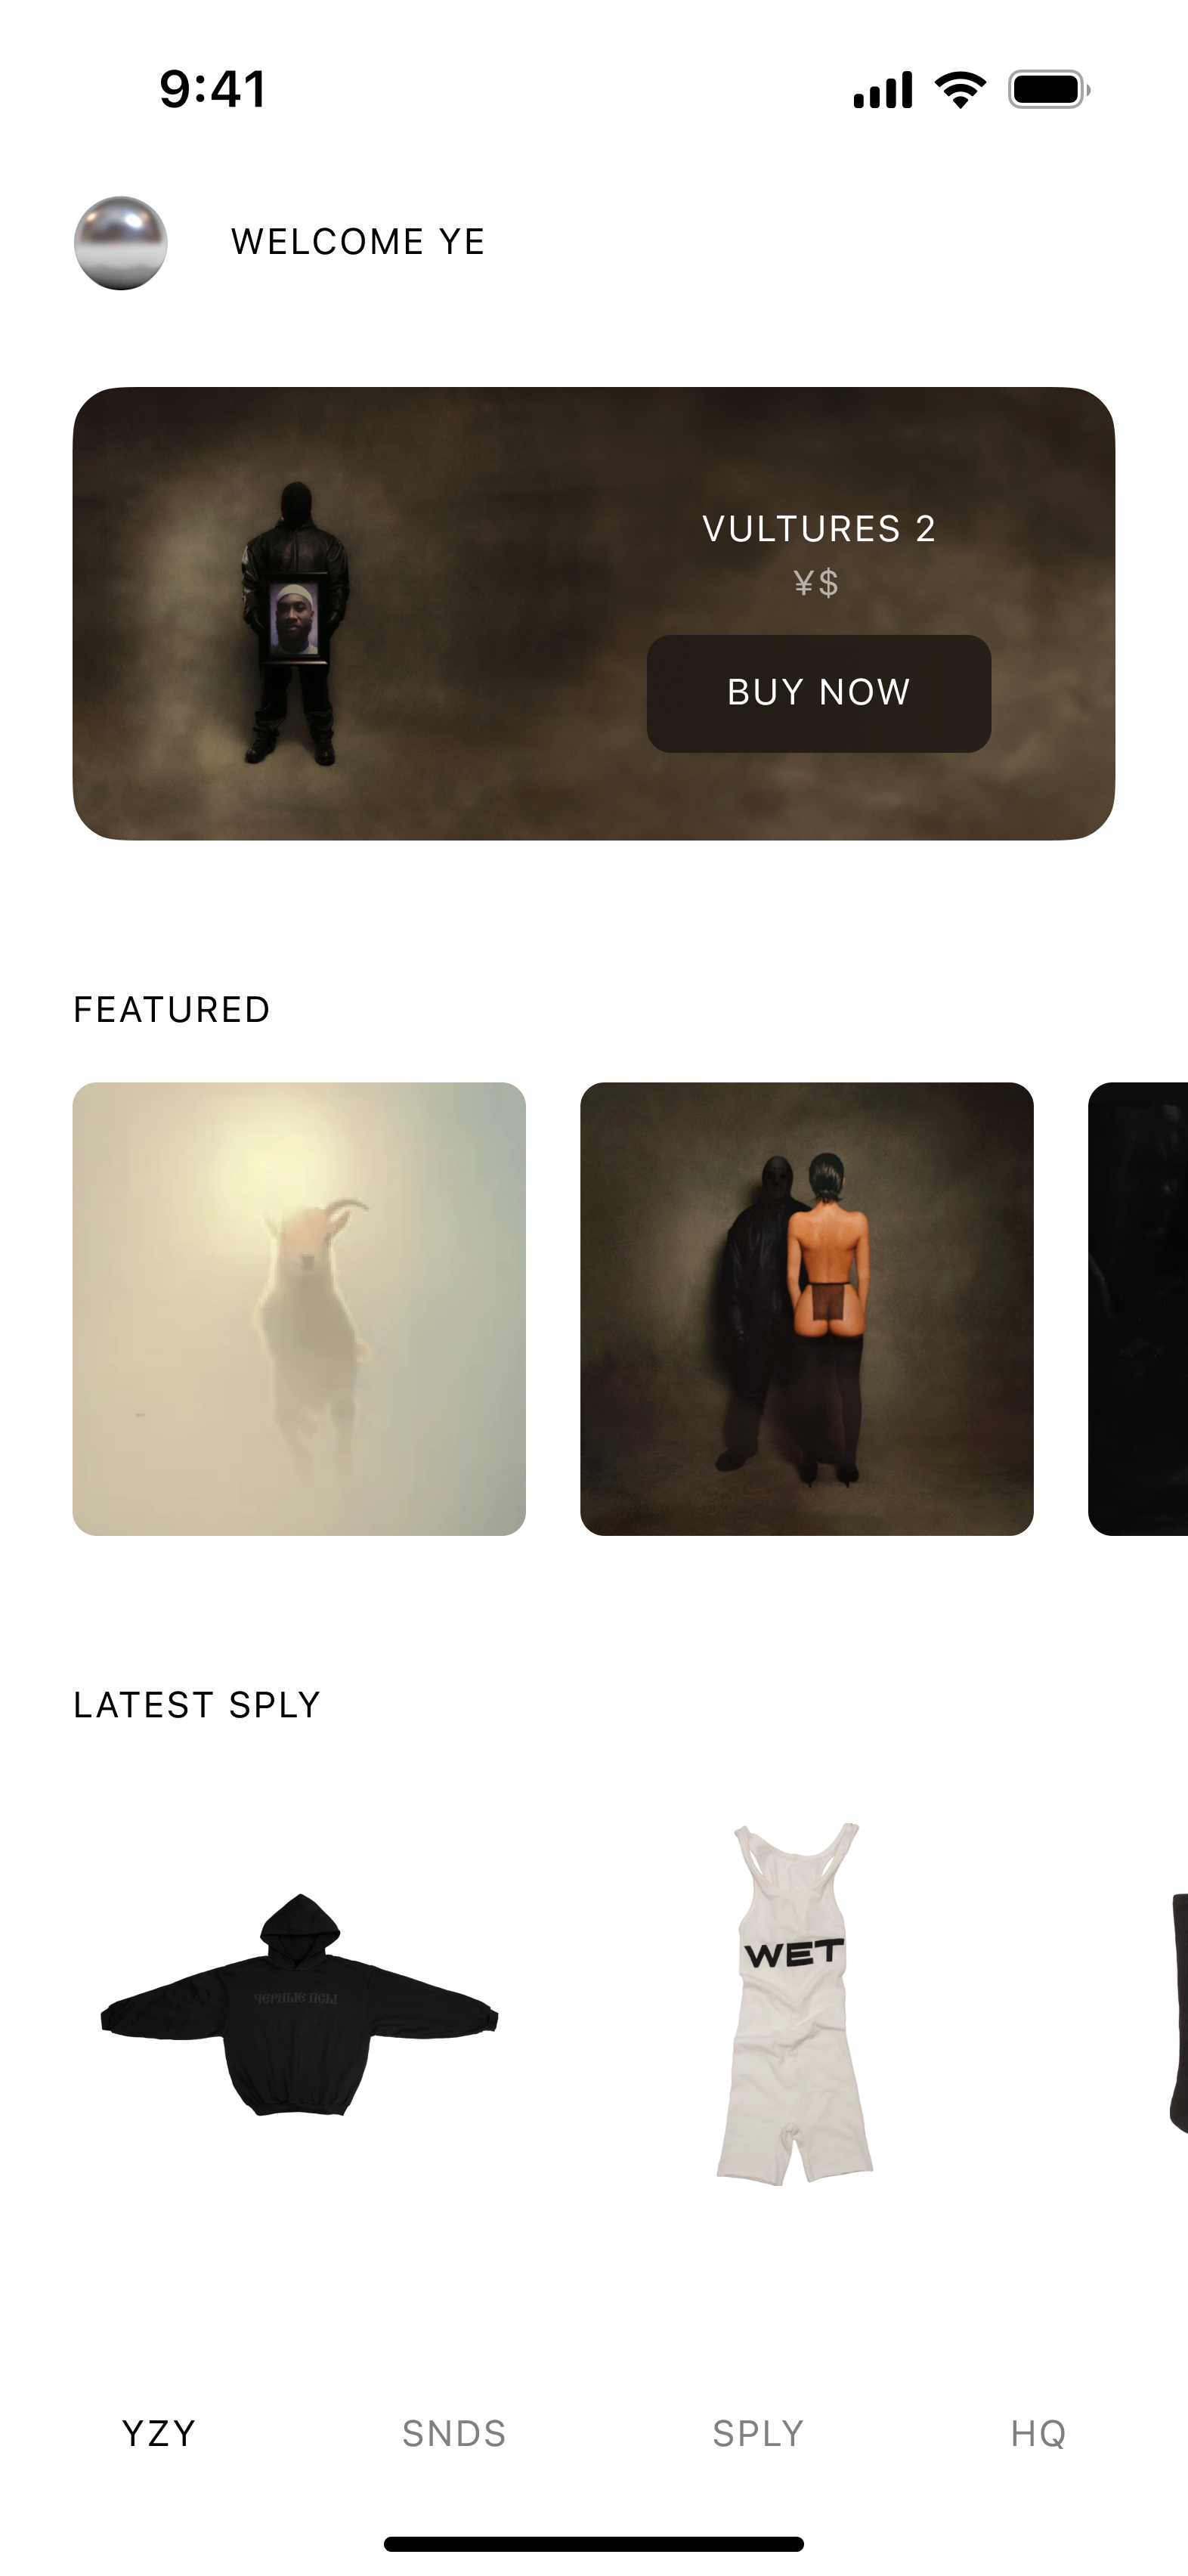 9:41
WELCOME YE
VULTURES 2
¥$
BUY NOW
FEATURED
LATEST SPLY
ЧЕРНЫЕ ПСЫ
WET
YZY
SNDS
SPLY
HQ